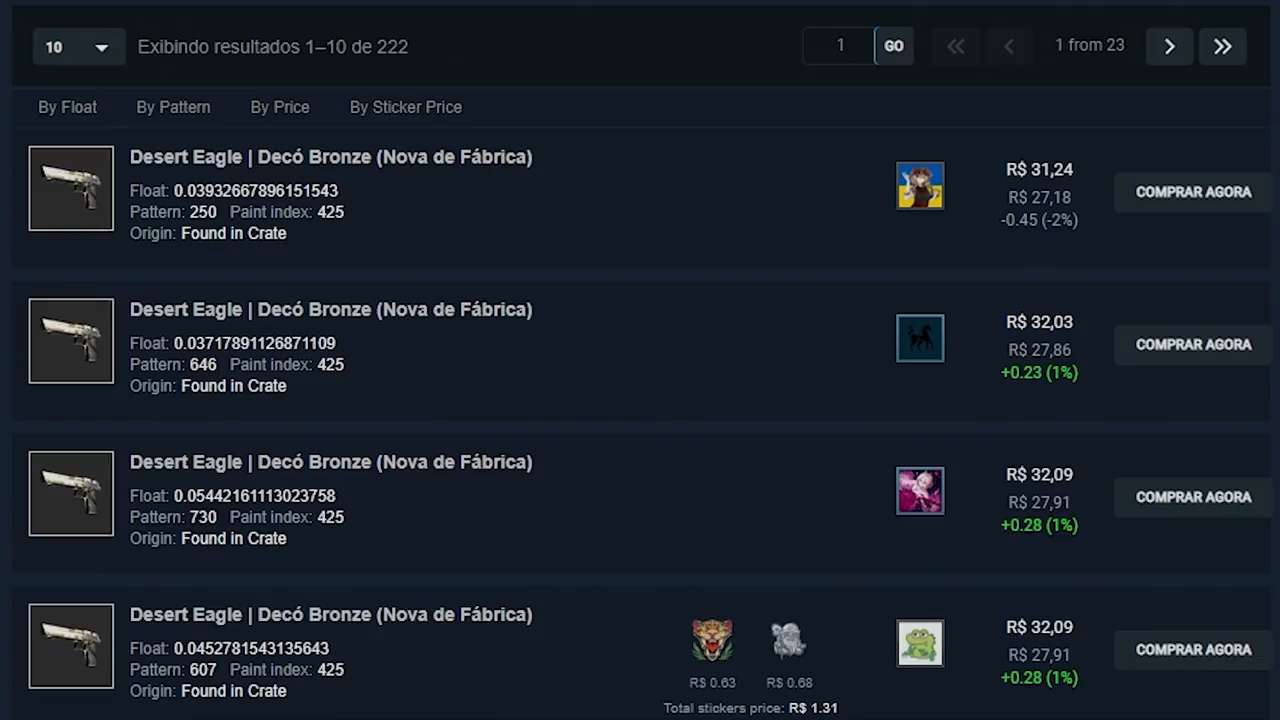 10 Exibindo resultados 1–10 de 222 1 GO 1 from 23
By Float By Pattern By Price By Sticker Price
Desert Eagle | Decó Bronze (Nova de Fábrica)
Float: 0.03932667896151543
Pattern: 250 Paint index: 425
Origin: Found in Crate
R$ 31,24
R$ 27,18
-0.45 (-2%)
COMPRAR AGORA
Desert Eagle | Decó Bronze (Nova de Fábrica)
Float: 0.03717891126871109
Pattern: 646 Paint index: 425
Origin: Found in Crate
R$ 32,03
R$ 27,86
+0.23 (1%)
COMPRAR AGORA
Desert Eagle | Decó Bronze (Nova de Fábrica)
Float: 0.05442161113023758
Pattern: 730 Paint index: 425
Origin: Found in Crate
R$ 32,09
R$ 27,91
+0.28 (1%)
COMPRAR AGORA
Desert Eagle | Decó Bronze (Nova de Fábrica)
Float: 0.0452781543135643
Pattern: 607 Paint index: 425
Origin: Found in Crate
R$ 0.63 R$ 0.68
Total stickers price: R$ 1.31
R$ 32,09
R$ 27,91
+0.28 (1%)
COMPRAR AGORA